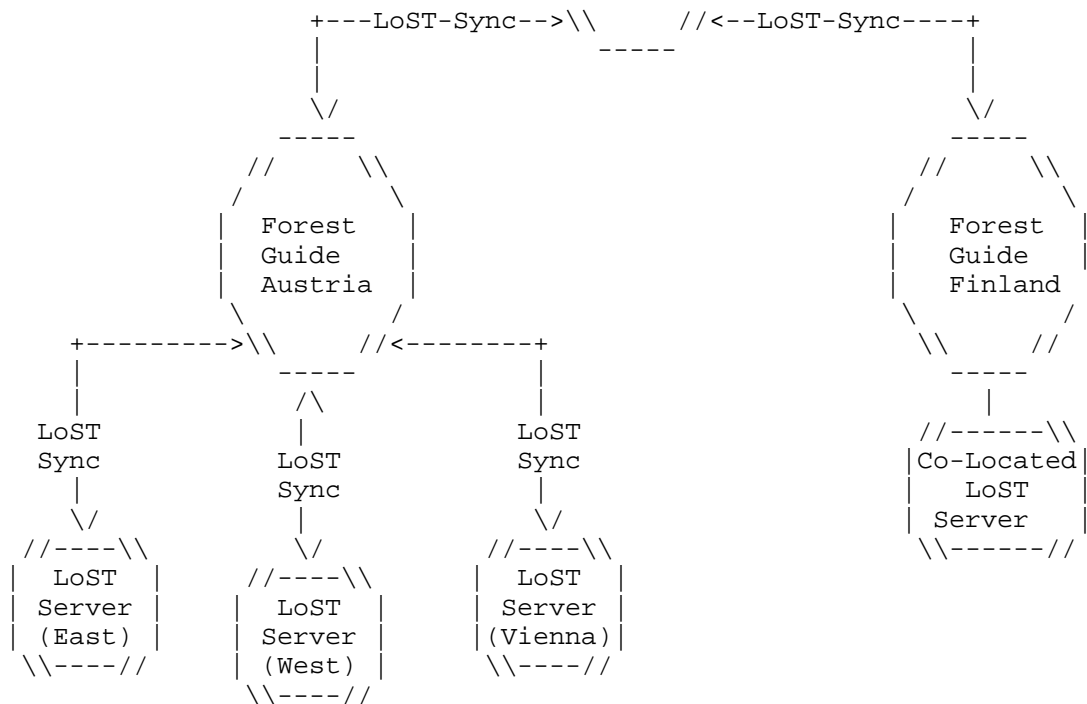 +---LoST-Sync-->\\     //<--LoST-Sync----+
Forest Forest
Guide Guide
Austria Finland
LoST LoST
Sync LoST Sync Co-Located
Sync LoST
Server
LoST LoST
Server LoST Server
(East) Server (Vienna)
(West)